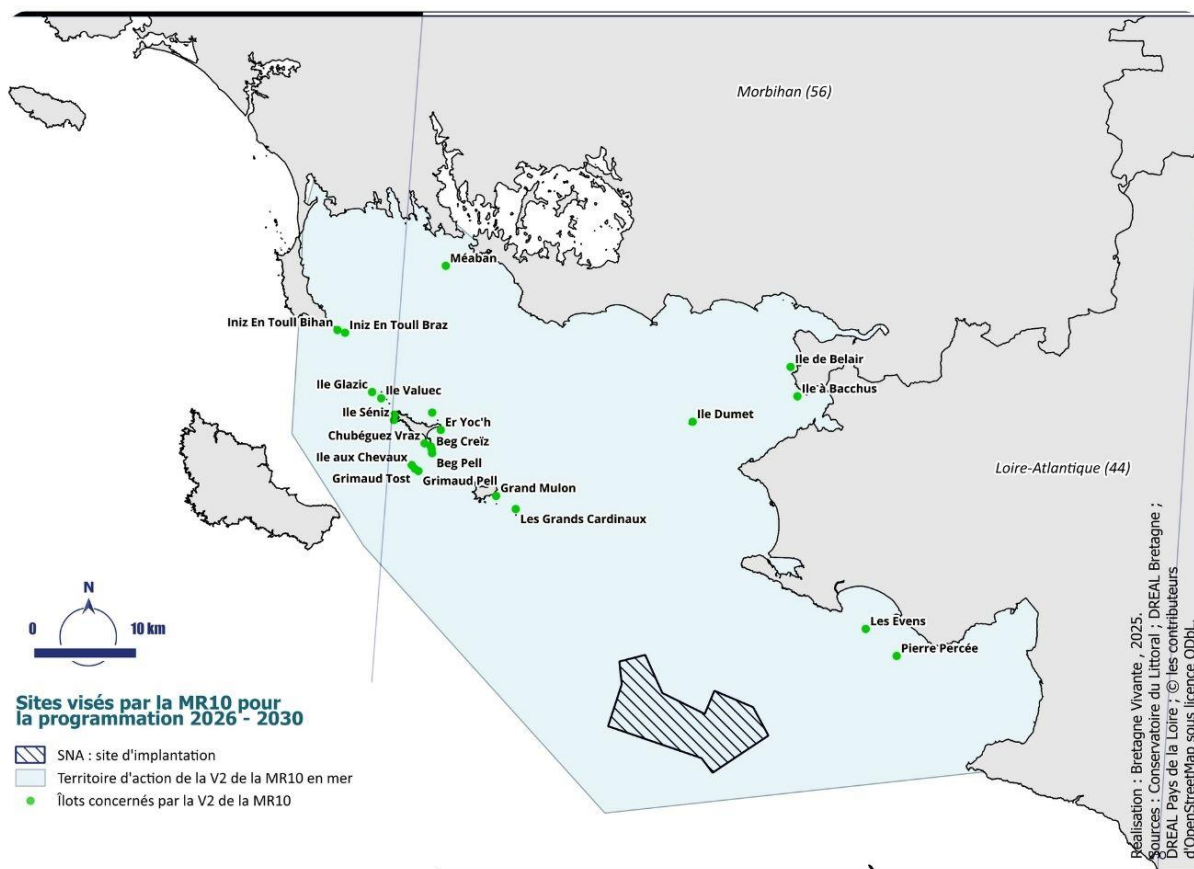 Morbihan (56)
Méaban
Iniz En Toull Bihan
Iniz En Toull Braz
Ile de Belair
Ile à Bacchus
Ile Glazic
Ile Valuec
Ile Dumet
Ile Séniz
Er Yoc'h
Chubéguez Vraz
Beg Creïz
Ile aux Chevaux
Beg Pell
Grimaud Tost
Grimaud Pell
Loire-Atlantique (44)
Grand Mulon
Les Grands Cardinaux
Les Evens
Pierre Percée
N
0 10 km
Sites visés par la MR10 pour
la programmation 2026 - 2030
SNA : site d'implantation
Territoire d'action de la V2 de la MR10 en mer
Îlots concernés par la V2 de la MR10
Réalisation : Bretagne Vivante , 2025.
Sources : Conservatoire du Littoral ; DREAL Bretagne ;
DREAL Pays de la Loire ; © les contributeurs
d'OpenStreetMap sous licence ODbL.